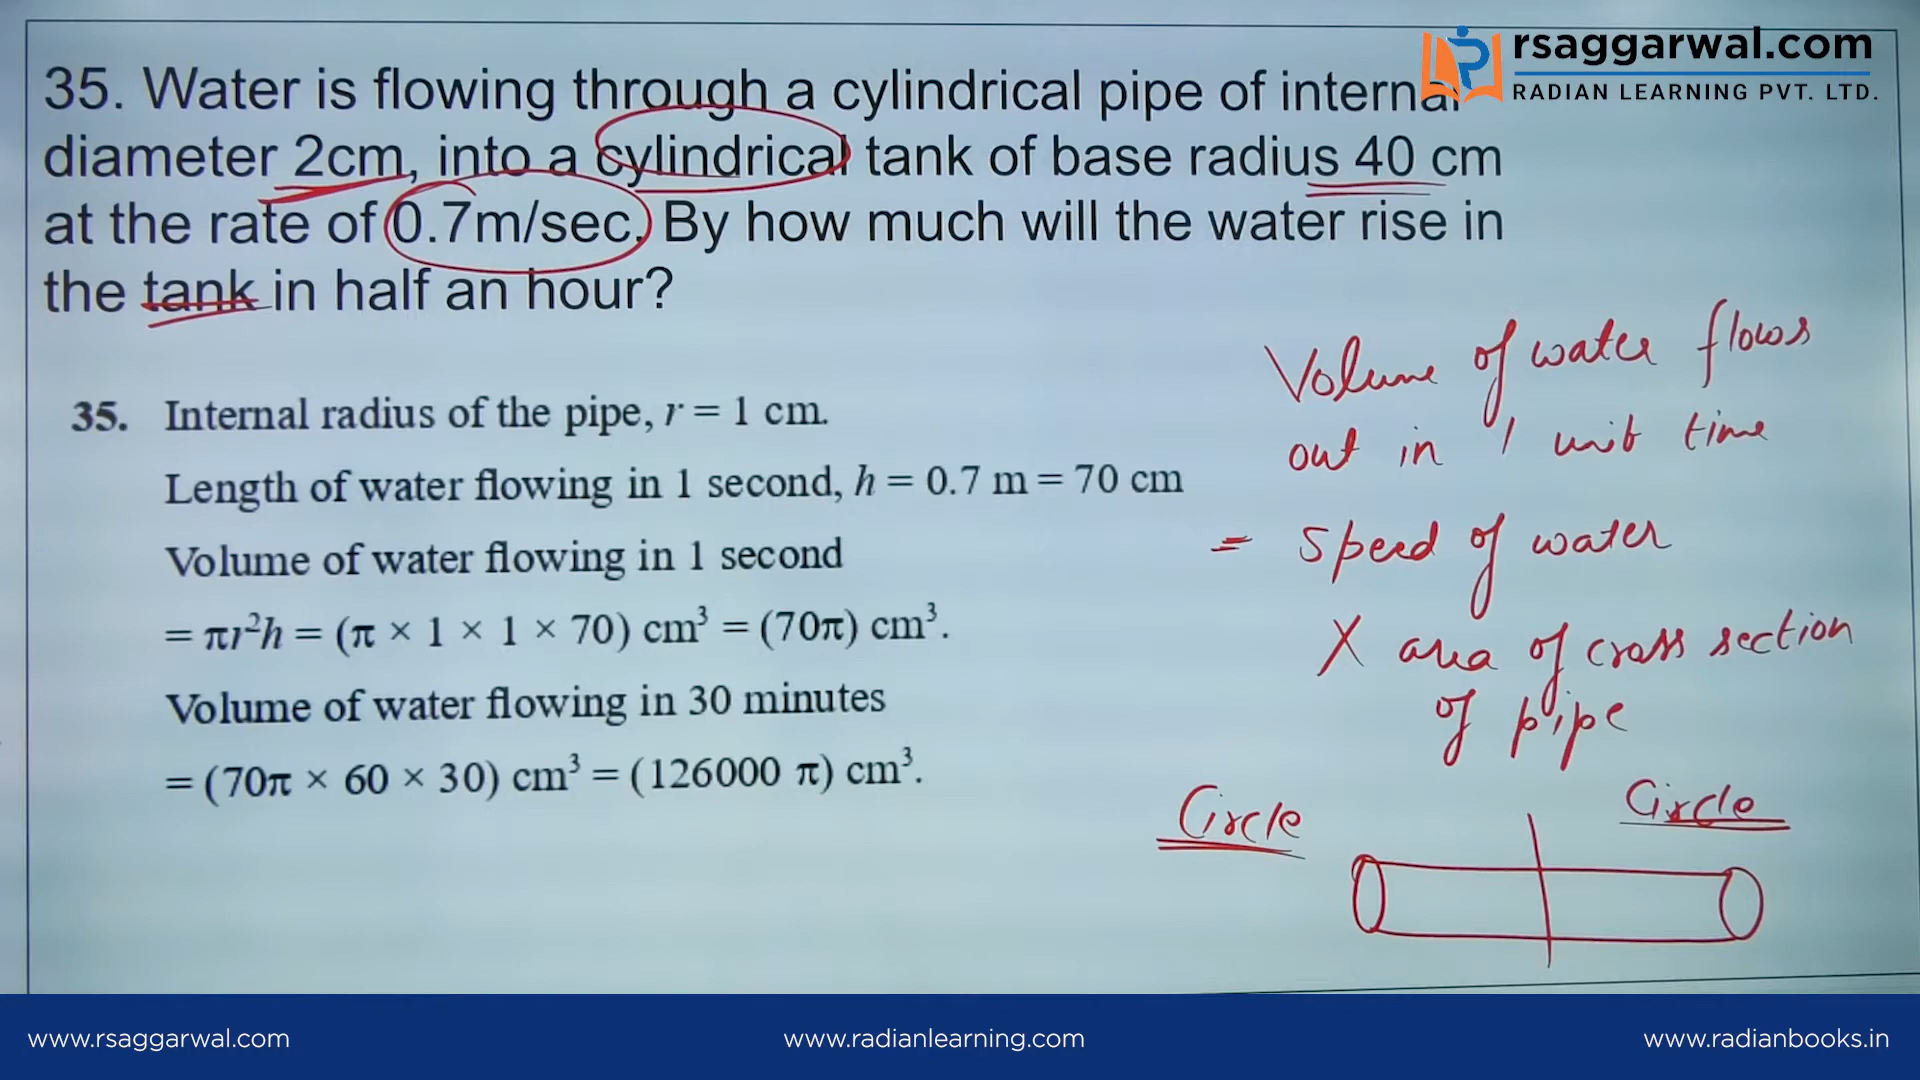 rsaggarwal.com
RADIAN LEARNING PVT. LTD.
35. Water is flowing through a cylindrical pipe of internal
diameter 2cm, into a cylindrical tank of base radius 40 cm
at the rate of 0.7m/sec. By how much will the water rise in
the tank in half an hour?
35. Internal radius of the pipe, r = 1 cm.
Length of water flowing in 1 second, h = 0.7 m = 70 cm
Volume of water flowing in 1 second
= πr²h = (π × 1 × 1 × 70) cm³ = (70π) cm³.
Volume of water flowing in 30 minutes
= (70π × 60 × 30) cm³ = (126000 π) cm³.
Volume of water flows
out in 1 unit time
= speed of water
X area of cross section
of pipe
Circle
Circle
www.rsaggarwal.com
www.radianlearning.com
www.radianbooks.in